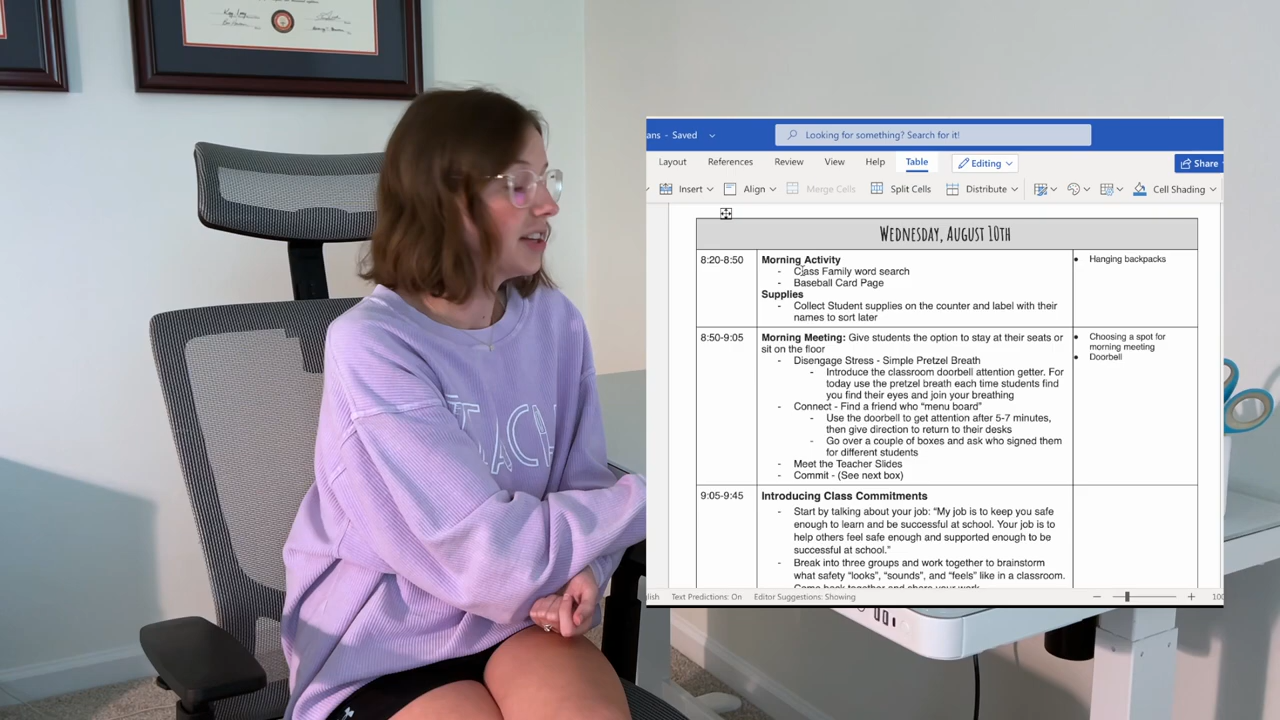 ans - Saved
Looking for something? Search for it!
Layout References Review View Help Table Editing Share
Insert Align Merge Cells Split Cells Distribute Cell Shading
Wednesday, August 10th
8:20-8:50
Morning Activity
- Class Family word search
- Baseball Card Page
Supplies
- Collect Student supplies on the counter and label with their
names to sort later
• Hanging backpacks
8:50-9:05
Morning Meeting: Give students the option to stay at their seats or
sit on the floor
- Disengage Stress - Simple Pretzel Breath
- Introduce the classroom doorbell attention getter. For
today use the pretzel breath each time students find
you find their eyes and join your breathing
- Connect - Find a friend who “menu board”
- Use the doorbell to get attention after 5-7 minutes,
then give direction to return to their desks
- Go over a couple of boxes and ask who signed them
for different students
- Meet the Teacher Slides
- Commit - (See next box)
• Choosing a spot for
morning meeting
• Doorbell
9:05-9:45
Introducing Class Commitments
- Start by talking about your job: “My job is to keep you safe
enough to learn and be successful at school. Your job is to
help others feel safe enough and supported enough to be
successful at school.”
- Break into three groups and work together to brainstorm
what safety “looks”, “sounds”, and “feels” like in a classroom.
Come back together and share your work
lish Text Predictions: On Editor Suggestions: Showing
100
TEACH